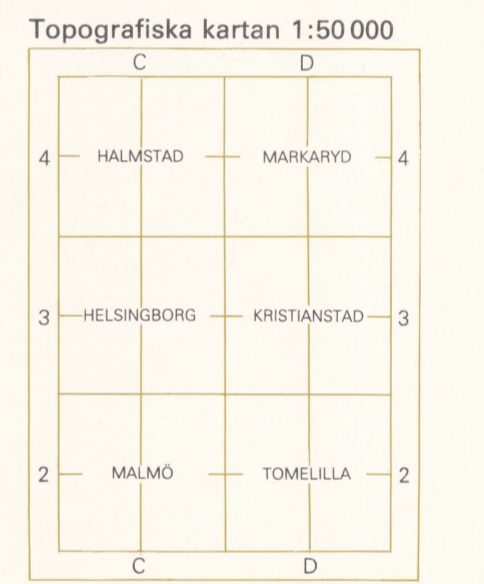 Topografiska kartan 1:50 000
C D
4 HALMSTAD MARKARYD 4
3 HELSINGBORG KRISTIANSTAD 3
2 MALMÖ TOMELILLA 2
C D